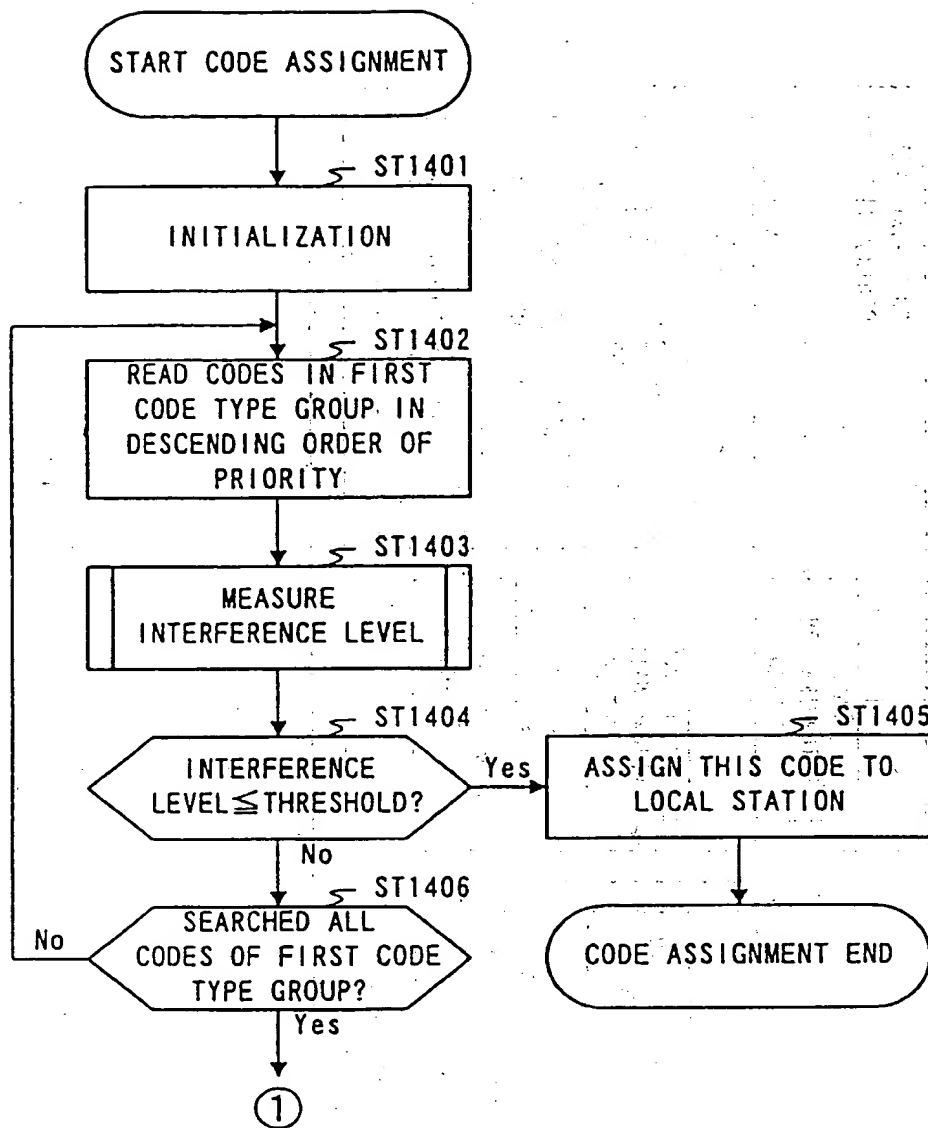 START CODE ASSIGNMENT
ST1401
INITIALIZATION
ST1402
READ CODES IN FIRST
CODE TYPE GROUP IN
DESCENDING ORDER OF
PRIORITY
ST1403
MEASURE
INTERFERENCE LEVEL
ST1404
INTERFERENCE
LEVEL≦THRESHOLD?
Yes
No
ST1405
ASSIGN THIS CODE TO
LOCAL STATION
CODE ASSIGNMENT END
ST1406
SEARCHED ALL
CODES OF FIRST CODE
TYPE GROUP?
No
Yes
①